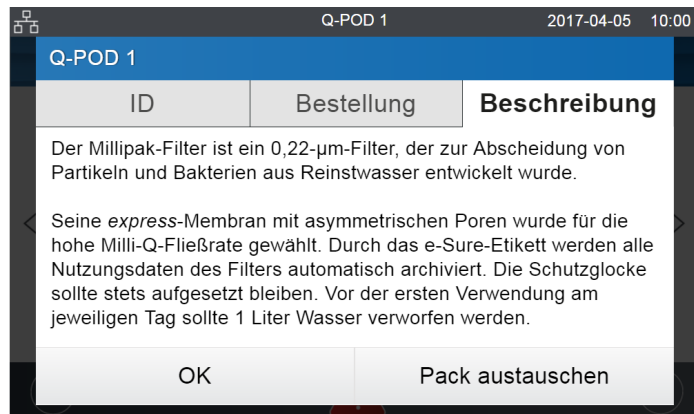 Q-POD 1 2017-04-05 10:00
Q-POD 1
ID Bestellung Beschreibung
Der Millipak-Filter ist ein 0,22-μm-Filter, der zur Abscheidung von
Partikeln und Bakterien aus Reinstwasser entwickelt wurde.
Seine express-Membran mit asymmetrischen Poren wurde für die
hohe Milli-Q-Fließrate gewählt. Durch das e-Sure-Etikett werden alle
Nutzungsdaten des Filters automatisch archiviert. Die Schutzglocke
sollte stets aufgesetzt bleiben. Vor der ersten Verwendung am
jeweiligen Tag sollte 1 Liter Wasser verworfen werden.
OK Pack austauschen